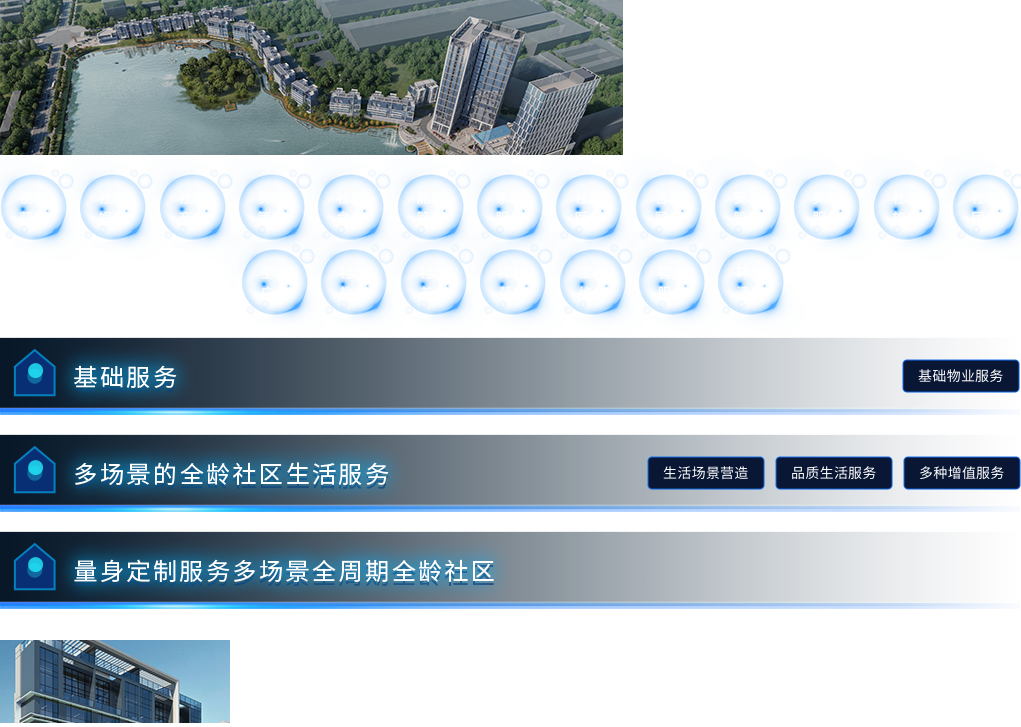 基础服务
基础物业服务
多场景的全龄社区生活服务
生活场景营造
品质生活服务
多种增值服务
量身定制服务多场景全周期全龄社区